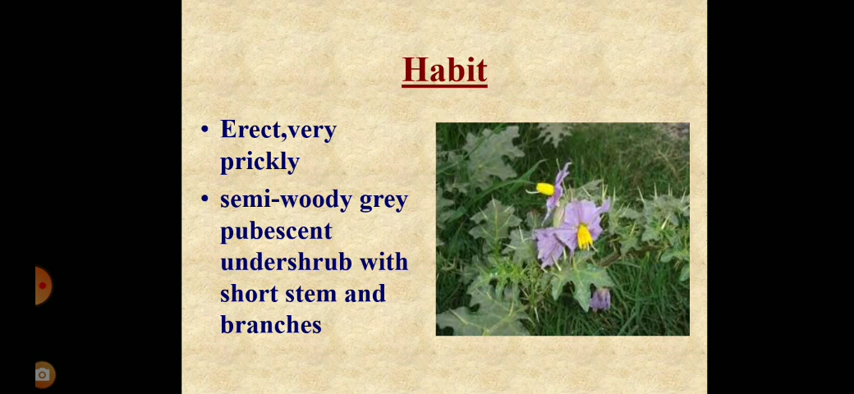 Habit
• Erect,very
prickly
• semi-woody grey
pubescent
undershrub with
short stem and
branches